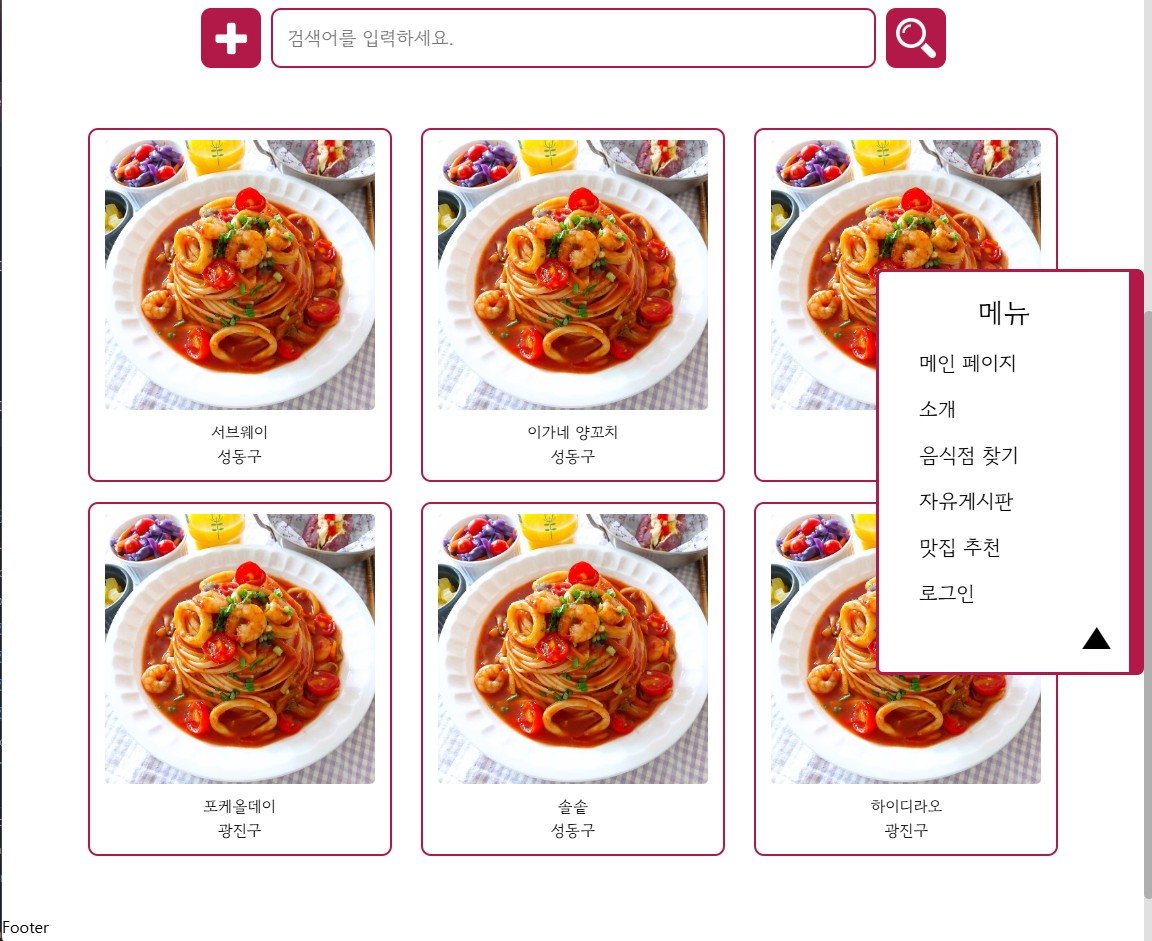 검색어를 입력하세요.
서브웨이
성동구
이가네 양꼬치
성동구
메뉴
메인 페이지
소개
음식점 찾기
자유게시판
맛집 추천
로그인
포케올데이
광진구
솔솥
성동구
하이디라오
광진구
Footer